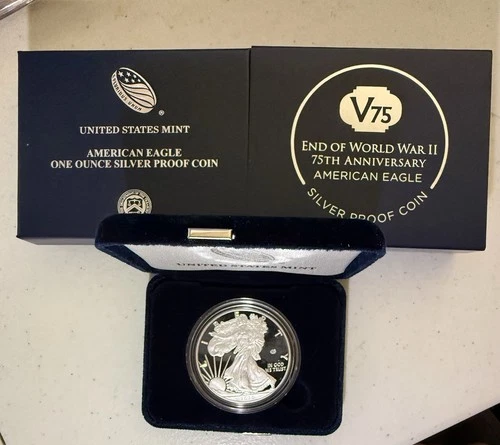 ®
UNITED STATES MINT
AMERICAN EAGLE
ONE OUNCE SILVER PROOF COIN
V75
END OF WORLD WAR II
75TH ANNIVERSARY
AMERICAN EAGLE
SILVER PROOF COIN
UNITED STATES MINT
LIBERTY
IN GOD
WE TRUST